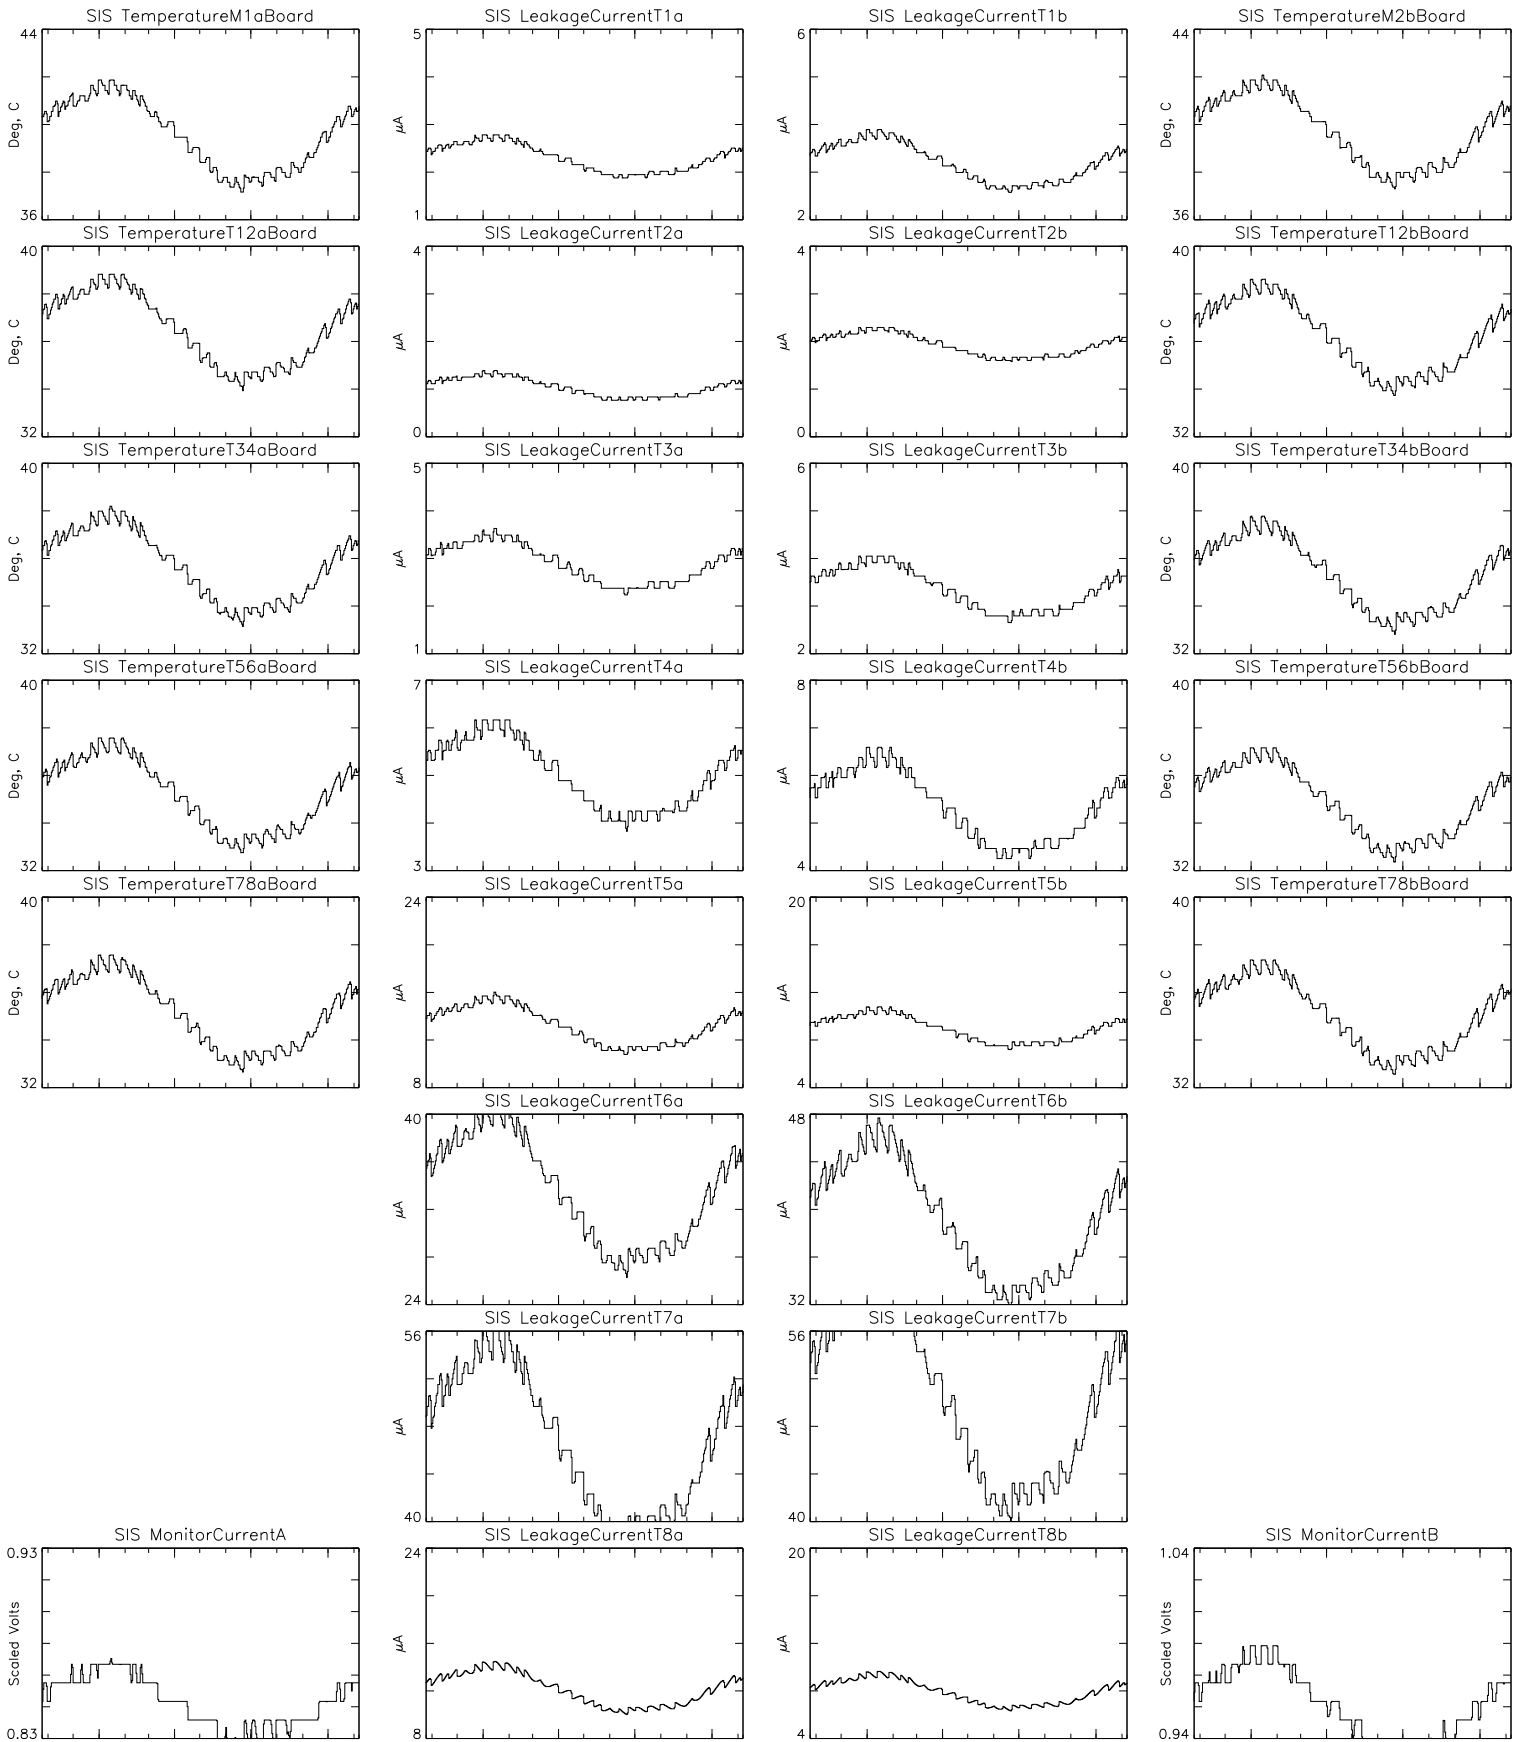 SIS TemperatureM1aBoard
SIS LeakageCurrentT1a
SIS LeakageCurrentT1b
SIS TemperatureM2bBoard
44
Deg, C
36
5
μA
1
6
μA
2
44
Deg, C
36
SIS TemperatureT12aBoard
SIS LeakageCurrentT2a
SIS LeakageCurrentT2b
SIS TemperatureT12bBoard
40
Deg, C
32
4
μA
0
4
μA
0
40
Deg, C
32
SIS TemperatureT34aBoard
SIS LeakageCurrentT3a
SIS LeakageCurrentT3b
SIS TemperatureT34bBoard
40
Deg, C
32
5
μA
1
6
μA
2
40
Deg, C
32
SIS TemperatureT56aBoard
SIS LeakageCurrentT4a
SIS LeakageCurrentT4b
SIS TemperatureT56bBoard
40
Deg, C
32
7
μA
3
8
μA
4
40
Deg, C
32
SIS TemperatureT78aBoard
SIS LeakageCurrentT5a
SIS LeakageCurrentT5b
SIS TemperatureT78bBoard
40
Deg, C
32
24
μA
8
20
μA
4
40
Deg, C
32
SIS LeakageCurrentT6a
SIS LeakageCurrentT6b
40
μA
24
48
μA
32
SIS LeakageCurrentT7a
SIS LeakageCurrentT7b
56
μA
40
56
μA
40
SIS MonitorCurrentA
SIS LeakageCurrentT8a
SIS LeakageCurrentT8b
SIS MonitorCurrentB
0.93
Scaled Volts
0.83
24
μA
8
20
μA
4
1.04
Scaled Volts
0.94